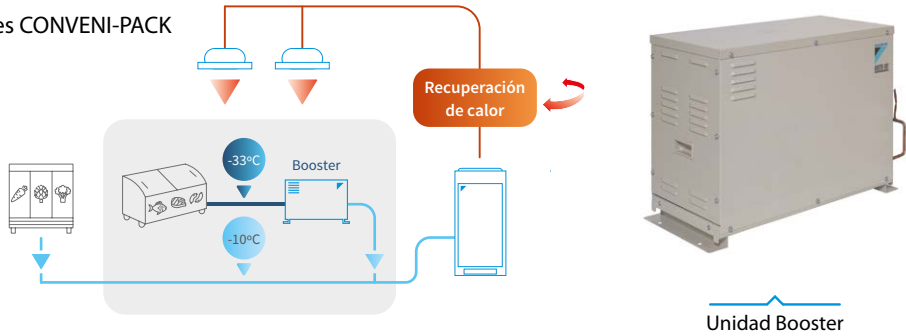 es CONVENI-PACK
Recuperación
de calor
-33ºC
Booster
-10ºC
Unidad Booster